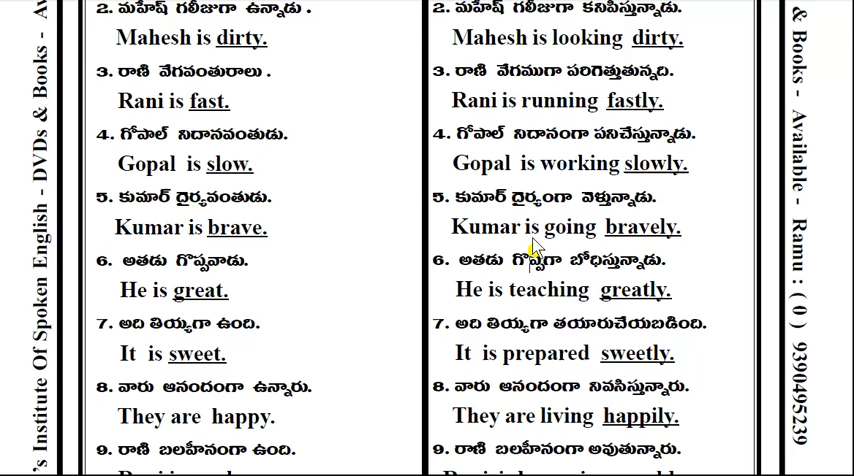 2. మహేష్ గలీజుగా ఉన్నాడు.
Mahesh is dirty.
3. రాణి వేగవంతురాలు.
Rani is fast.
4. గోపాల్ నిదానవంతుడు.
Gopal is slow.
5. కుమార్ దైర్యవంతుడు.
Kumar is brave.
6. అతడు గొప్పవాడు.
He is great.
7. అది తియ్యగా ఉంది.
It is sweet.
8. వారు ఆనందంగా ఉన్నారు.
They are happy.
9. రాణి బలహీనంగా ఉంది.
2. మహేష్ గలీజుగా కనిపిస్తున్నాడు.
Mahesh is looking dirty.
3. రాణి వేగముగా పరిగెత్తుతున్నది.
Rani is running fastly.
4. గోపాల్ నిదానంగా పనిచేస్తున్నాడు.
Gopal is working slowly.
5. కుమార్ దైర్యంగా వెళ్తున్నాడు.
Kumar is going bravely.
6. అతడు గొప్పగా బోధిస్తున్నాడు.
He is teaching greatly.
7. అది తియ్యగా తయారుచేయబడింది.
It is prepared sweetly.
8. వారు ఆనందంగా నివసిస్తున్నారు.
They are living happily.
9. రాణి బలహీనంగా అవుతున్నారు.
's Institute Of Spoken English - DVDs & Books - Av
& Books - Available - Ramu : ( 0 ) 9390495239